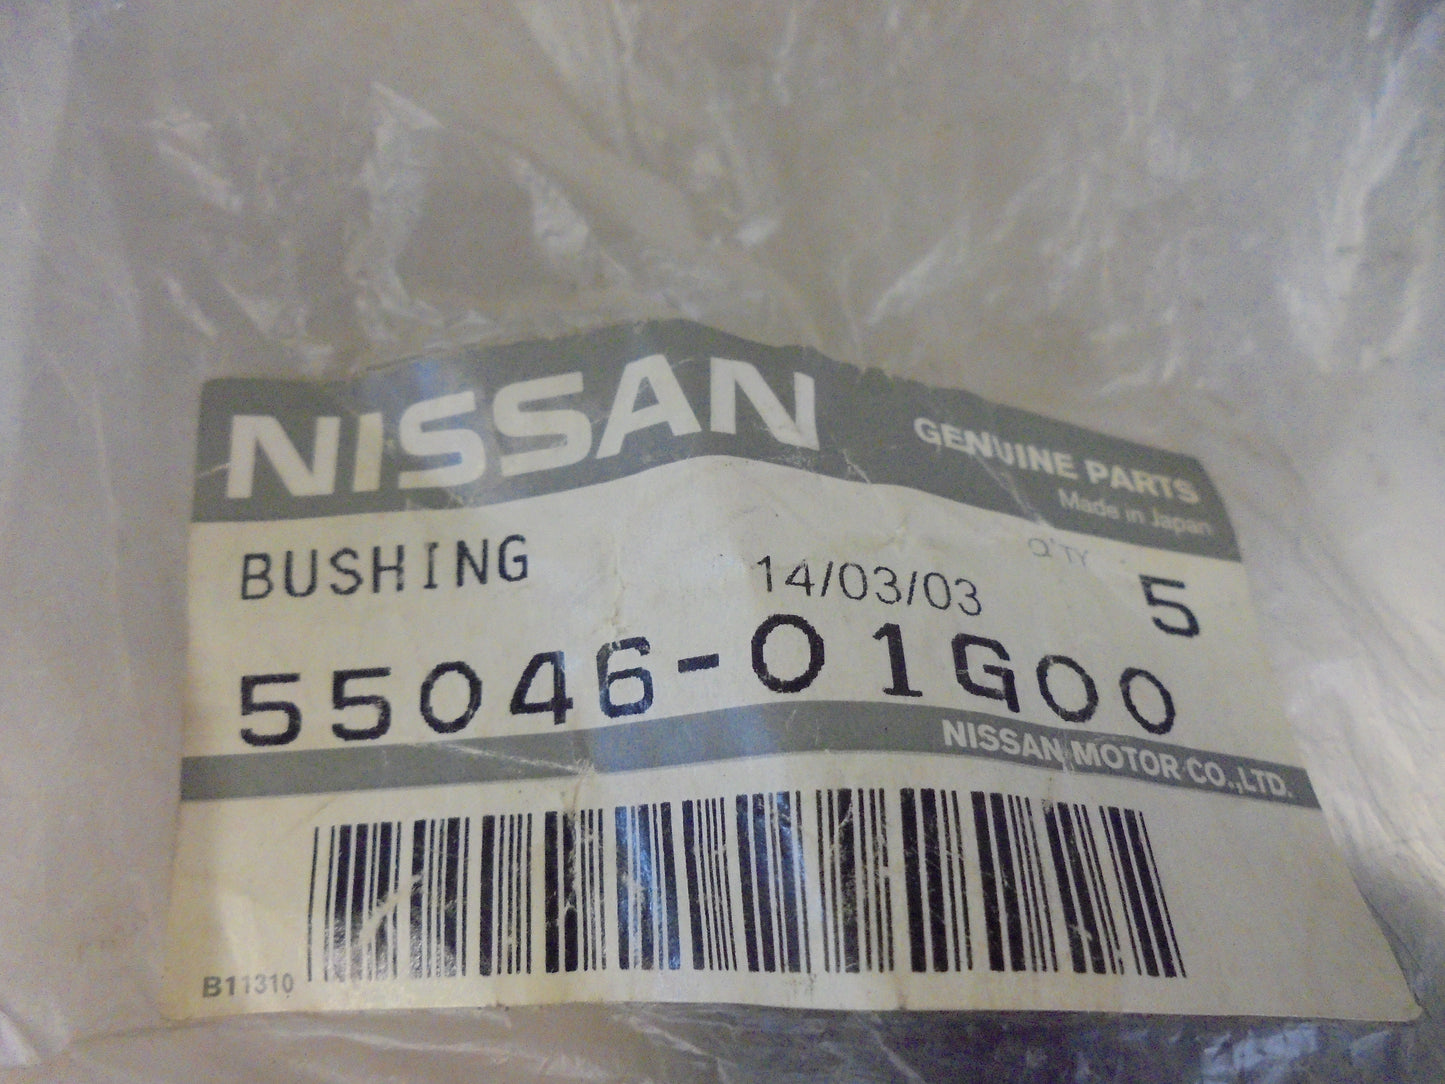 NISSAN
GENUINE PARTS
Made in Japan
BUSHING
14/03/03
Q'TY 5
55046-01G00
NISSAN MOTOR CO.,LTD.
B11310